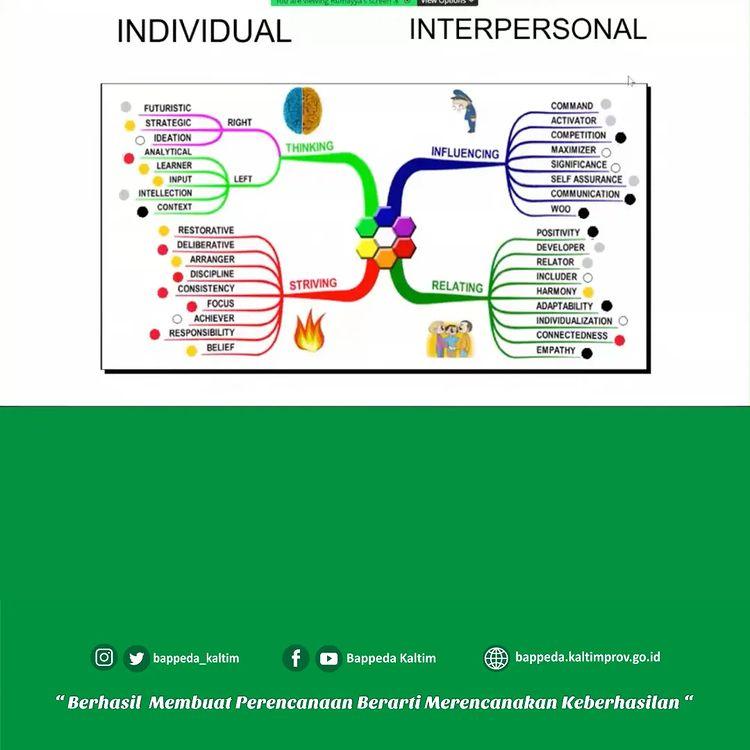 You are viewing Rumayya's screen
View Options
INDIVIDUAL
INTERPERSONAL
FUTURISTIC
STRATEGIC
IDEATION
RIGHT
ANALYTICAL
LEARNER
INPUT
INTELLECTION
CONTEXT
LEFT
THINKING
RESTORATIVE
DELIBERATIVE
ARRANGER
DISCIPLINE
CONSISTENCY
FOCUS
ACHIEVER
RESPONSIBILITY
BELIEF
STRIVING
INFLUENCING
COMMAND
ACTIVATOR
COMPETITION
MAXIMIZER
SIGNIFICANCE
SELF ASSURANCE
COMMUNICATION
WOO
RELATING
POSITIVITY
DEVELOPER
RELATOR
INCLUDER
HARMONY
ADAPTABILITY
INDIVIDUALIZATION
CONNECTEDNESS
EMPATHY
bappeda_kaltim
Bappeda Kaltim
bappeda.kaltimprov.go.id
“ Berhasil Membuat Perencanaan Berarti Merencanakan Keberhasilan “